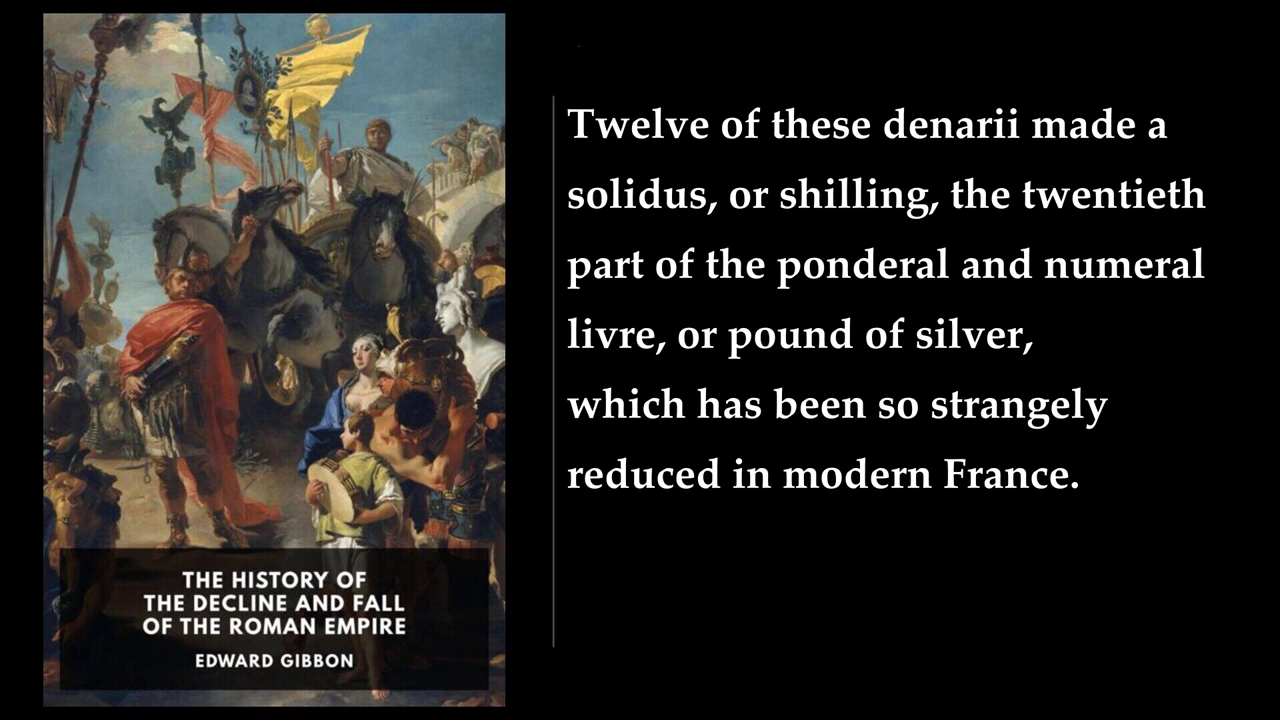 THE HISTORY OF
THE DECLINE AND FALL
OF THE ROMAN EMPIRE
EDWARD GIBBON
Twelve of these denarii made a
solidus, or shilling, the twentieth
part of the ponderal and numeral
livre, or pound of silver,
which has been so strangely
reduced in modern France.